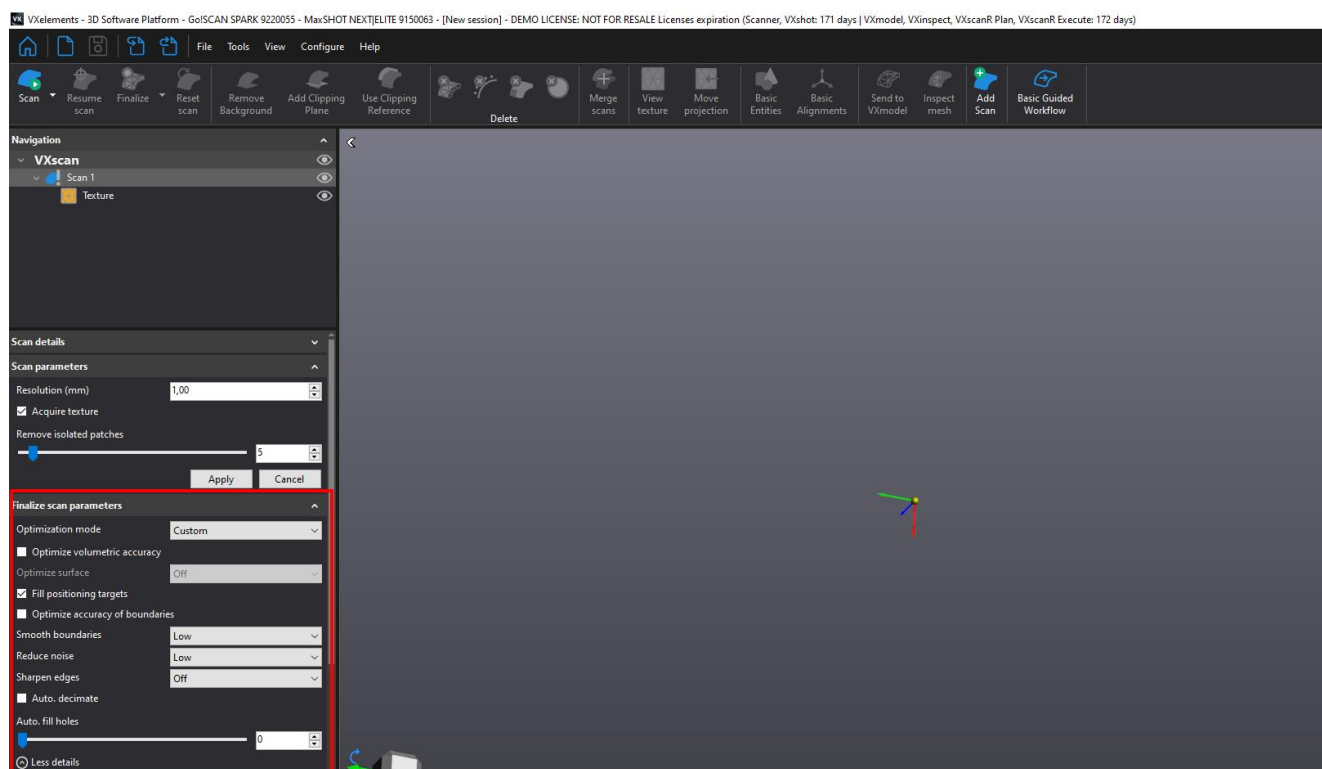 VX VXelements - 3D Software Platform - Go!SCAN SPARK 9220055 - MaxSHOT NEXT|ELITE 9150063 - [New session] - DEMO LICENSE: NOT FOR RESALE Licenses expiration (Scanner, VXshot: 171 days | VXmodel, VXinspect, VXscanR Plan, VXscanR Execute: 172 days)
File Tools View Configure Help
Scan Resume scan Finalize Reset scan Remove Background Add Clipping Plane Use Clipping Reference Delete Merge scans View texture Move projection Basic Entities Basic Alignments Send to VXmodel Inspect mesh Add Scan Basic Guided Workflow
Navigation
VXscan
Scan 1
Texture
Scan details
Scan parameters
Resolution (mm) 1,00
Acquire texture
Remove isolated patches
5
Apply Cancel
Finalize scan parameters
Optimization mode Custom
Optimize volumetric accuracy
Optimize surface Off
Fill positioning targets
Optimize accuracy of boundaries
Smooth boundaries Low
Reduce noise Low
Sharpen edges Off
Auto. decimate
Auto. fill holes
0
Less details